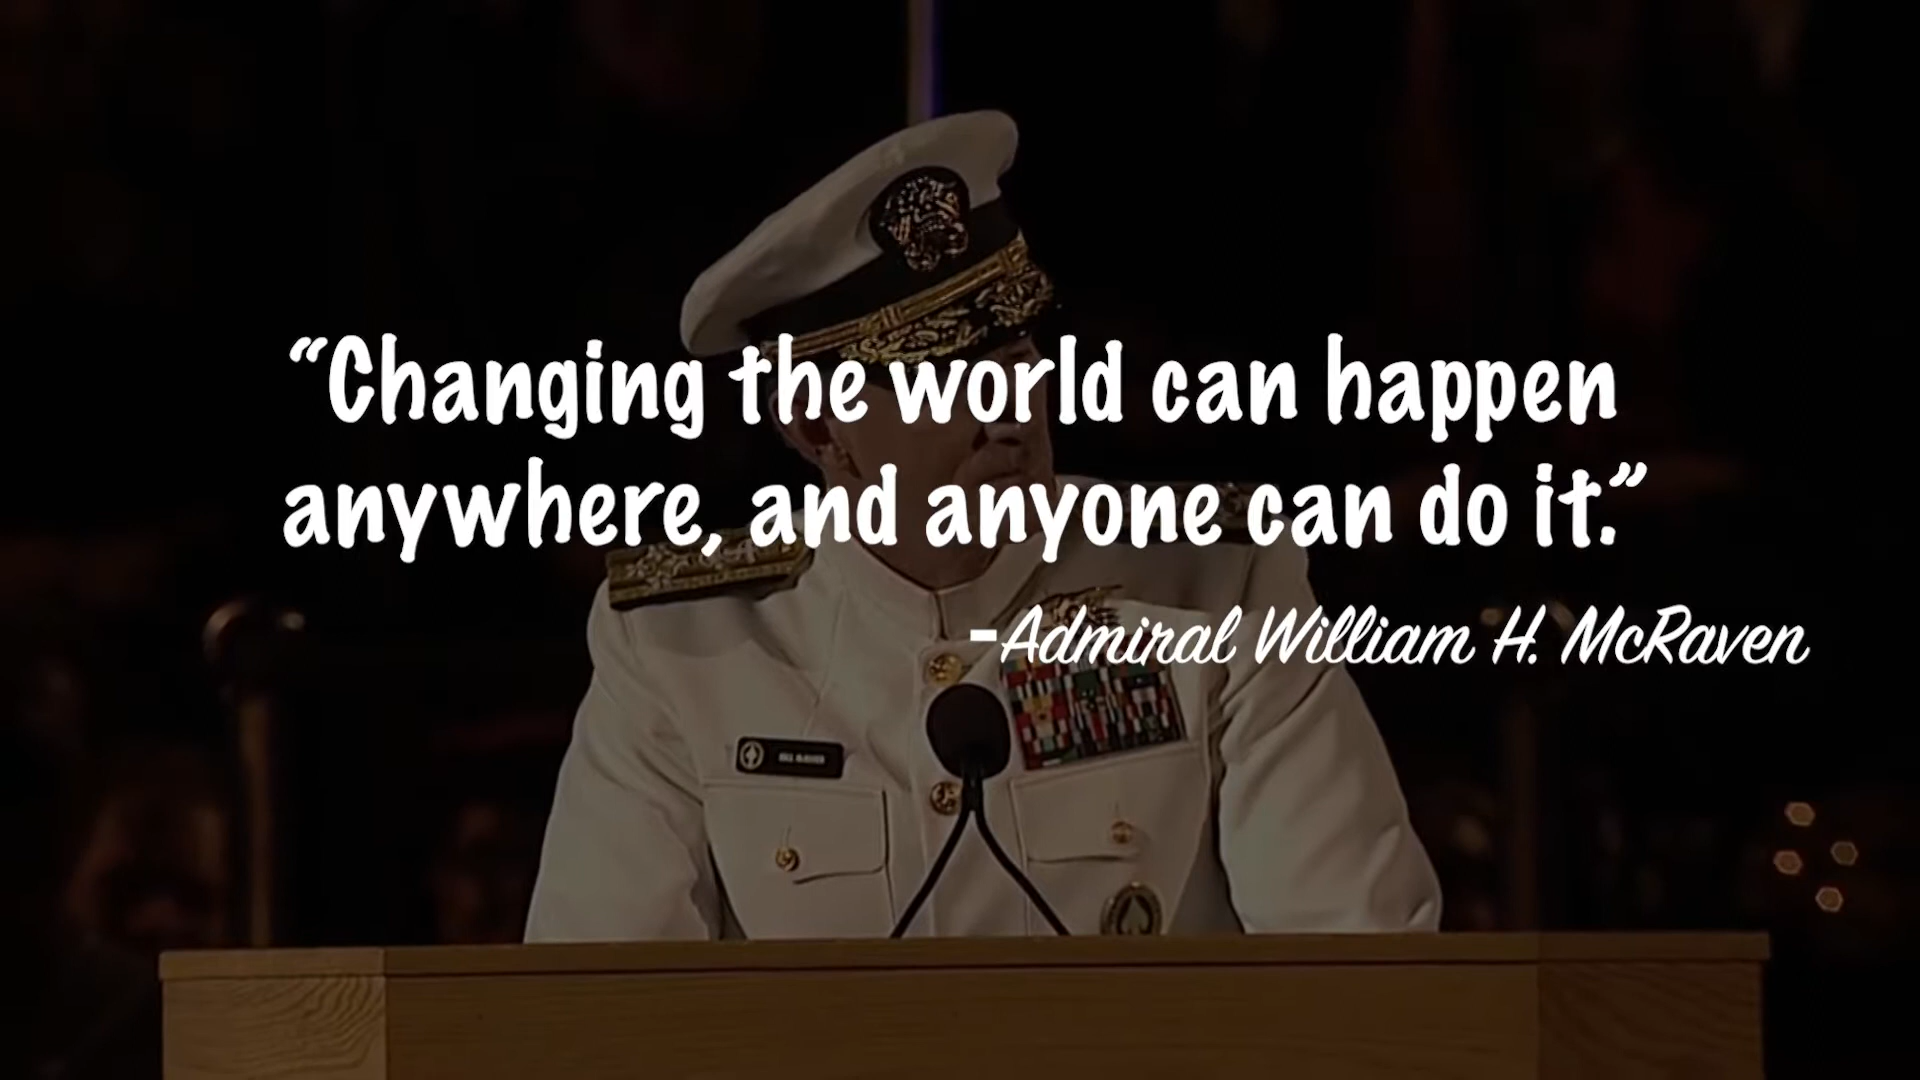 “Changing the world can happen
anywhere, and anyone can do it.”
-Admiral William H. McRaven